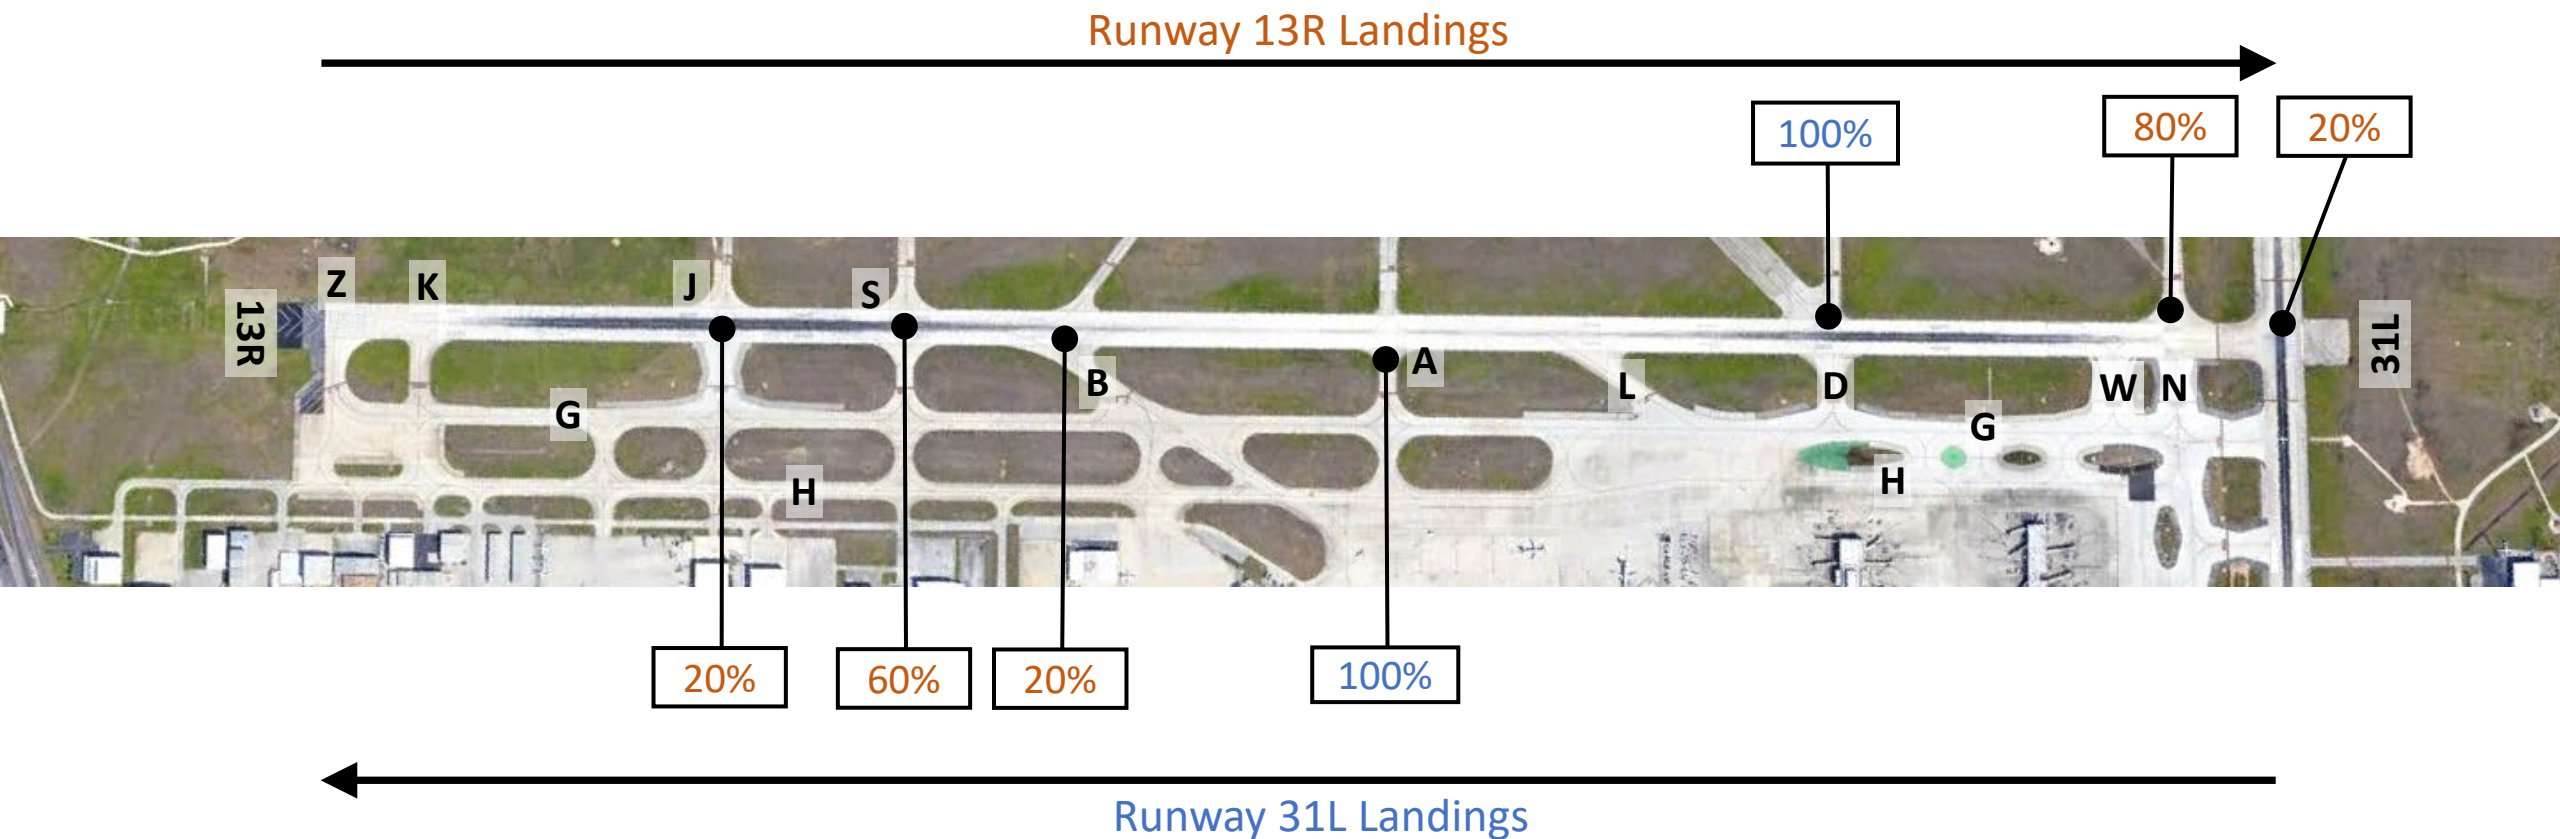 Runway 13R Landings
100%
80%
20%
Z
K
J
S
13R
31L
B
A
L
D
W
N
G
G
H
H
20%
60%
20%
100%
Runway 31L Landings